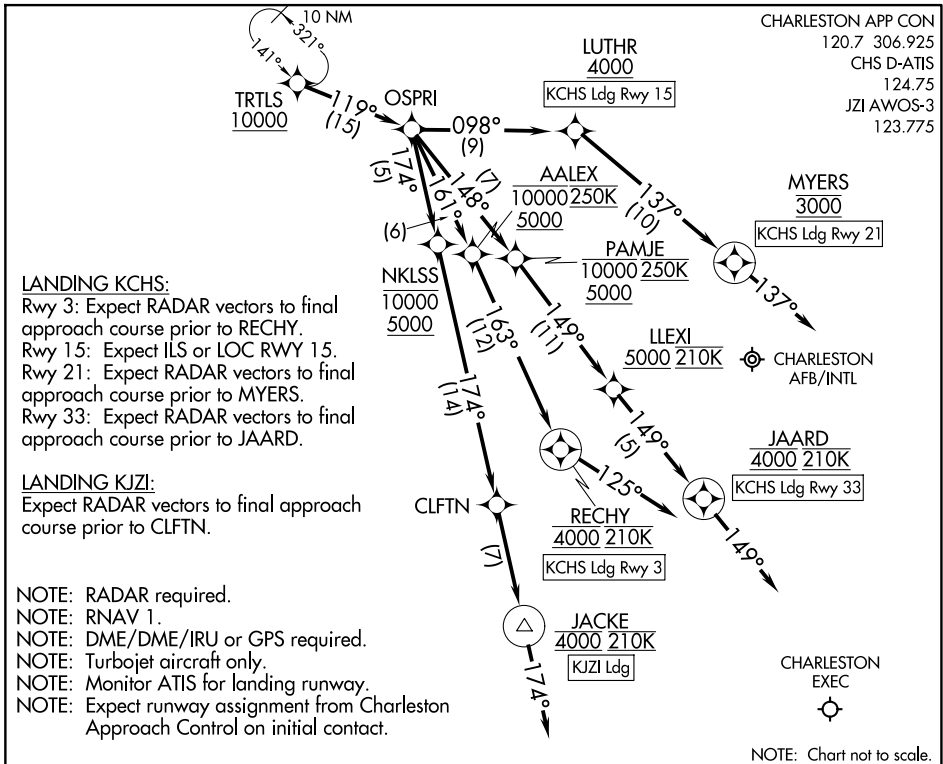 CHARLESTON APP CON
120.7 306.925
CHS D-ATIS
124.75
JZI AWOS-3
123.775
10 NM
321°
141°
TRTLS
10000
119°
(15)
OSPRI
098°
(9)
LUTHR
4000
KCHS Ldg Rwy 15
137°
(10)
MYERS
3000
KCHS Ldg Rwy 21
137°
174°
(5)
161°
(6)
148°
(7)
AALEX
10000 250K
5000
PAMJE
10000 250K
5000
NKLSS
10000
5000
163°
(12)
149°
(11)
LLEXI
5000 210K
CHARLESTON
AFB/INTL
174°
(14)
149°
(5)
JAARD
4000 210K
KCHS Ldg Rwy 33
149°
125°
RECHY
4000 210K
KCHS Ldg Rwy 3
CLFTN
(7)
JACKE
4000 210K
KJZI Ldg
174°
CHARLESTON
EXEC
LANDING KCHS:
Rwy 3: Expect RADAR vectors to final
approach course prior to RECHY.
Rwy 15: Expect ILS or LOC RWY 15.
Rwy 21: Expect RADAR vectors to final
approach course prior to MYERS.
Rwy 33: Expect RADAR vectors to final
approach course prior to JAARD.
LANDING KJZI:
Expect RADAR vectors to final approach
course prior to CLFTN.
NOTE: RADAR required.
NOTE: RNAV 1.
NOTE: DME/DME/IRU or GPS required.
NOTE: Turbojet aircraft only.
NOTE: Monitor ATIS for landing runway.
NOTE: Expect runway assignment from Charleston
Approach Control on initial contact.
NOTE: Chart not to scale.